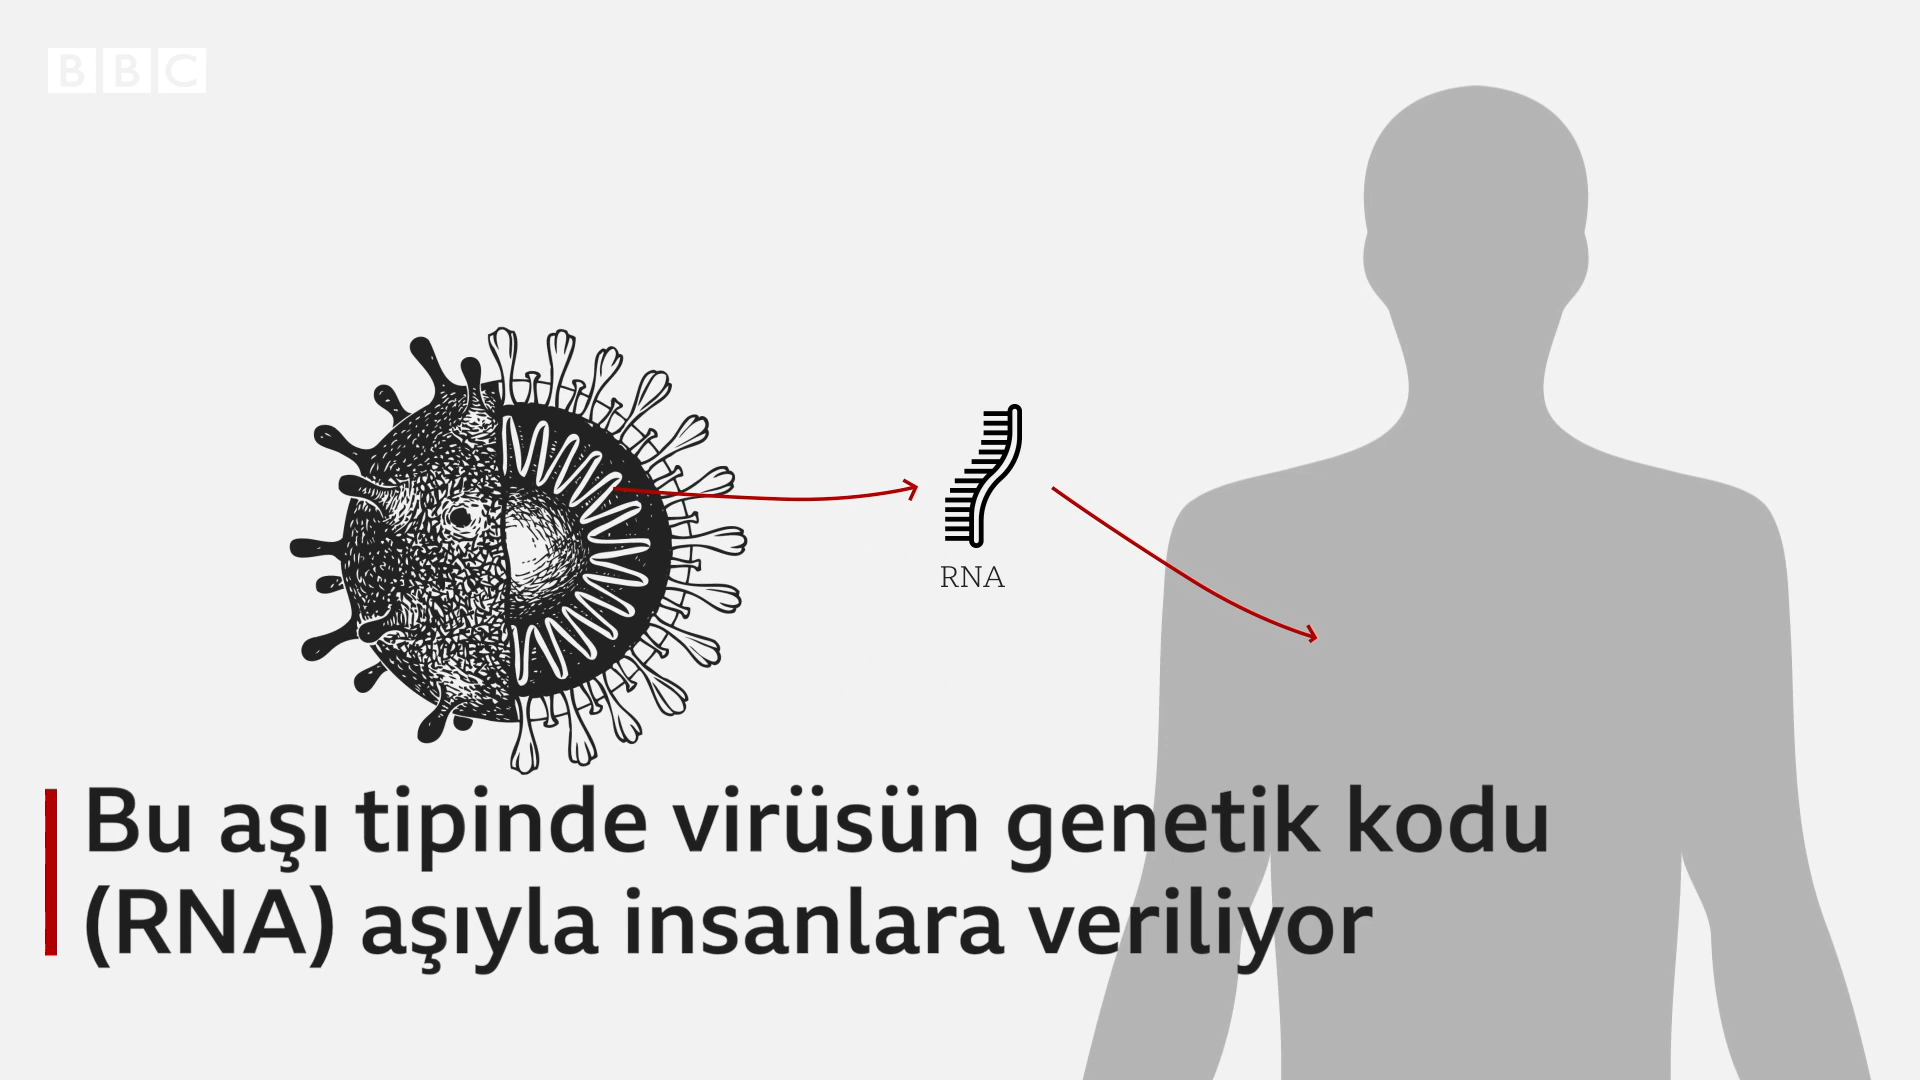 BBC
RNA
Bu aşı tipinde virüsün genetik kodu
(RNA) aşıyla insanlara veriliyor